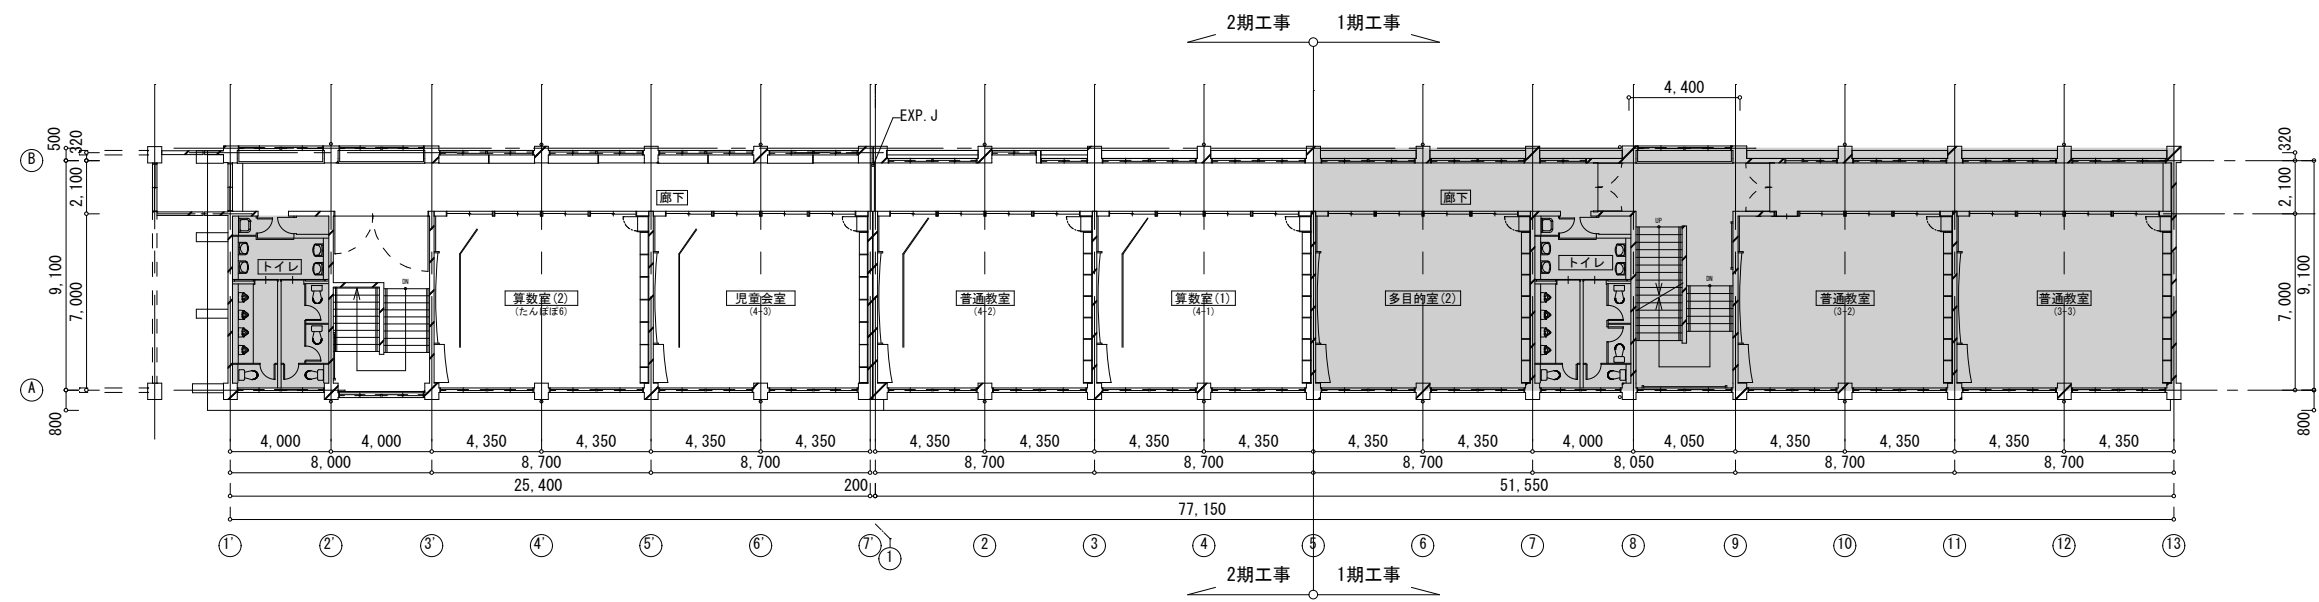 2期工事 1期工事
4,400
EXP.J
500
320
B
2,100
9,100
7,000
A
800
320
2,100
9,100
7,000
800
廊下
廊下
UP
DN
DN
トイレ
トイレ
算数室(2)
(たんぽぽ6)
児童会室
(4-3)
普通教室
(4-2)
算数室(1)
(4-1)
多目的室(2)
普通教室
(3-2)
普通教室
(3-3)
4,000 4,000 4,350 4,350 4,350 4,350 4,350 4,350 4,350 4,350 4,350 4,350 4,000 4,050 4,350 4,350 4,350 4,350
8,000 8,700 8,700 8,700 8,700 8,700 8,050 8,700 8,700
25,400 200 51,550
77,150
1' 2' 3' 4' 5' 6' 7' 1 2 3 4 5 6 7 8 9 10 11 12 13
2期工事 1期工事